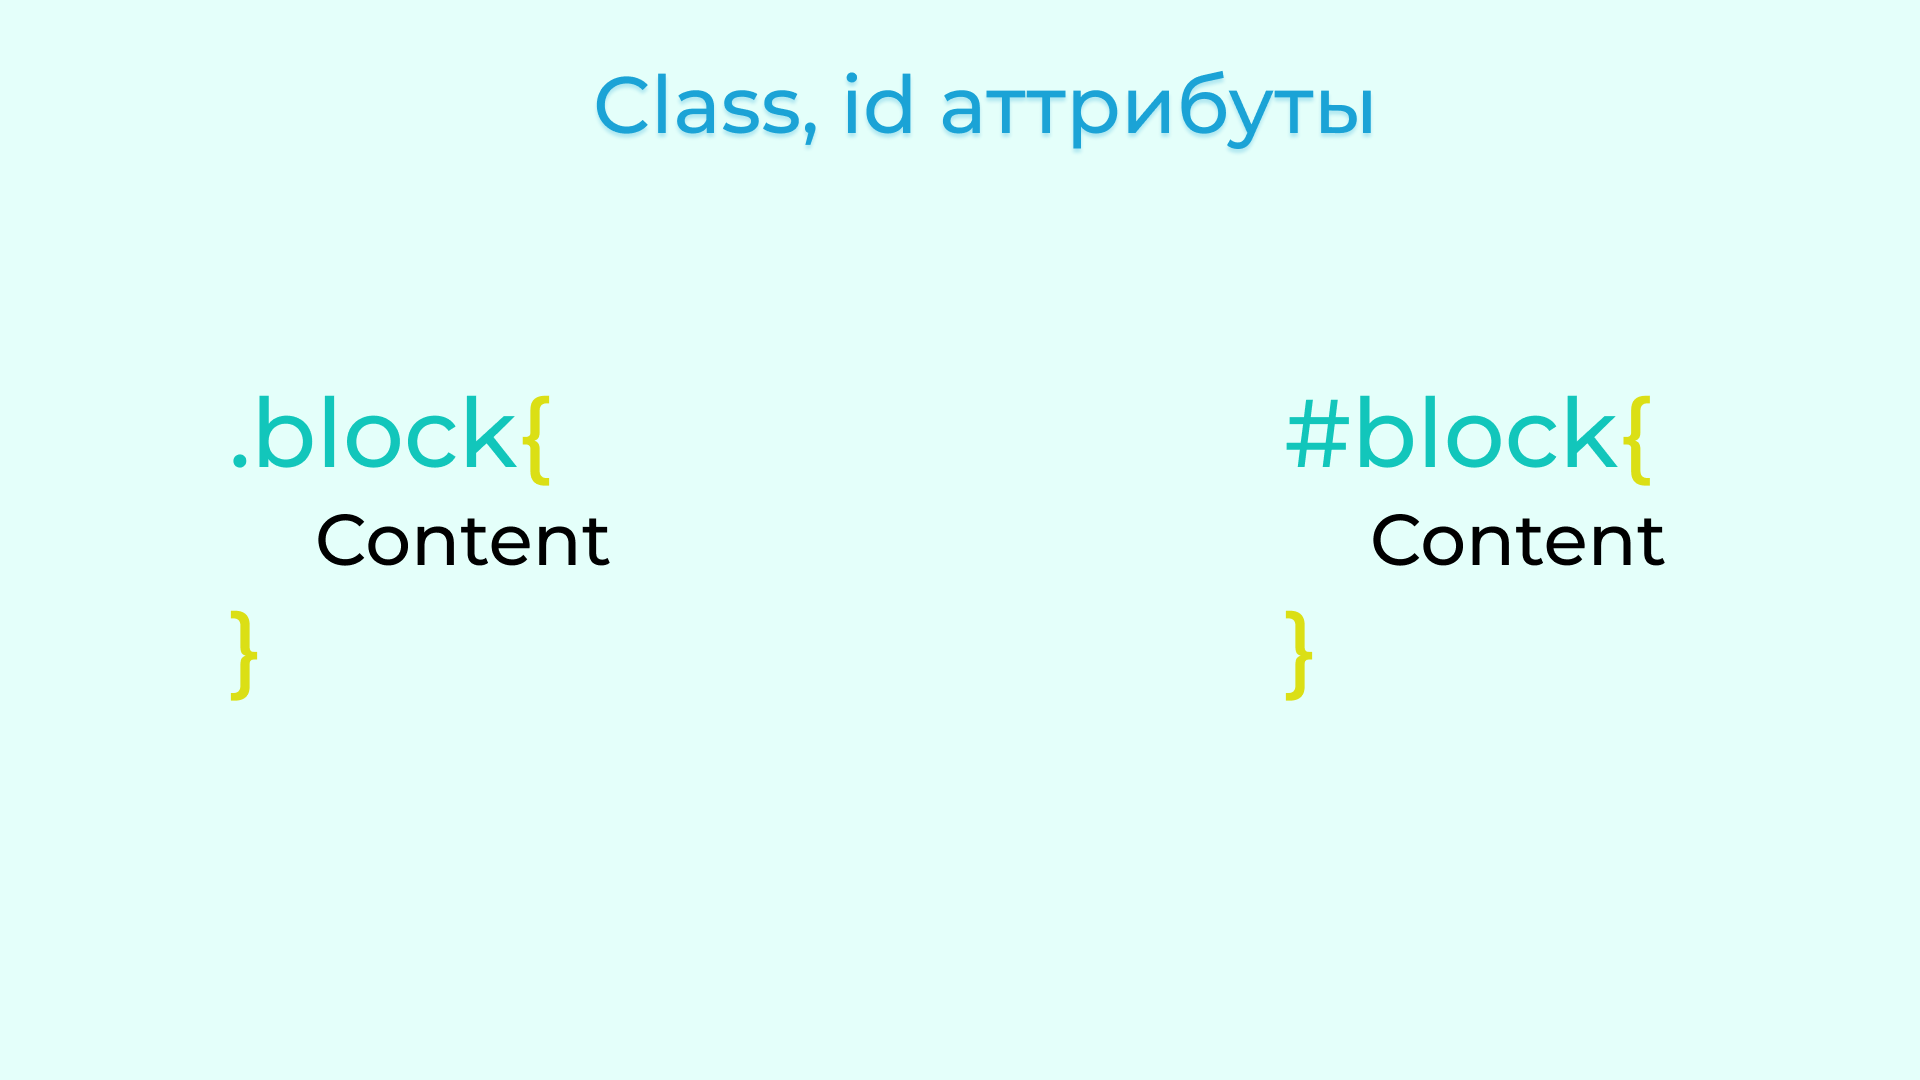 Class, id аттрибуты
.block{
Content
}
#block{
Content
}